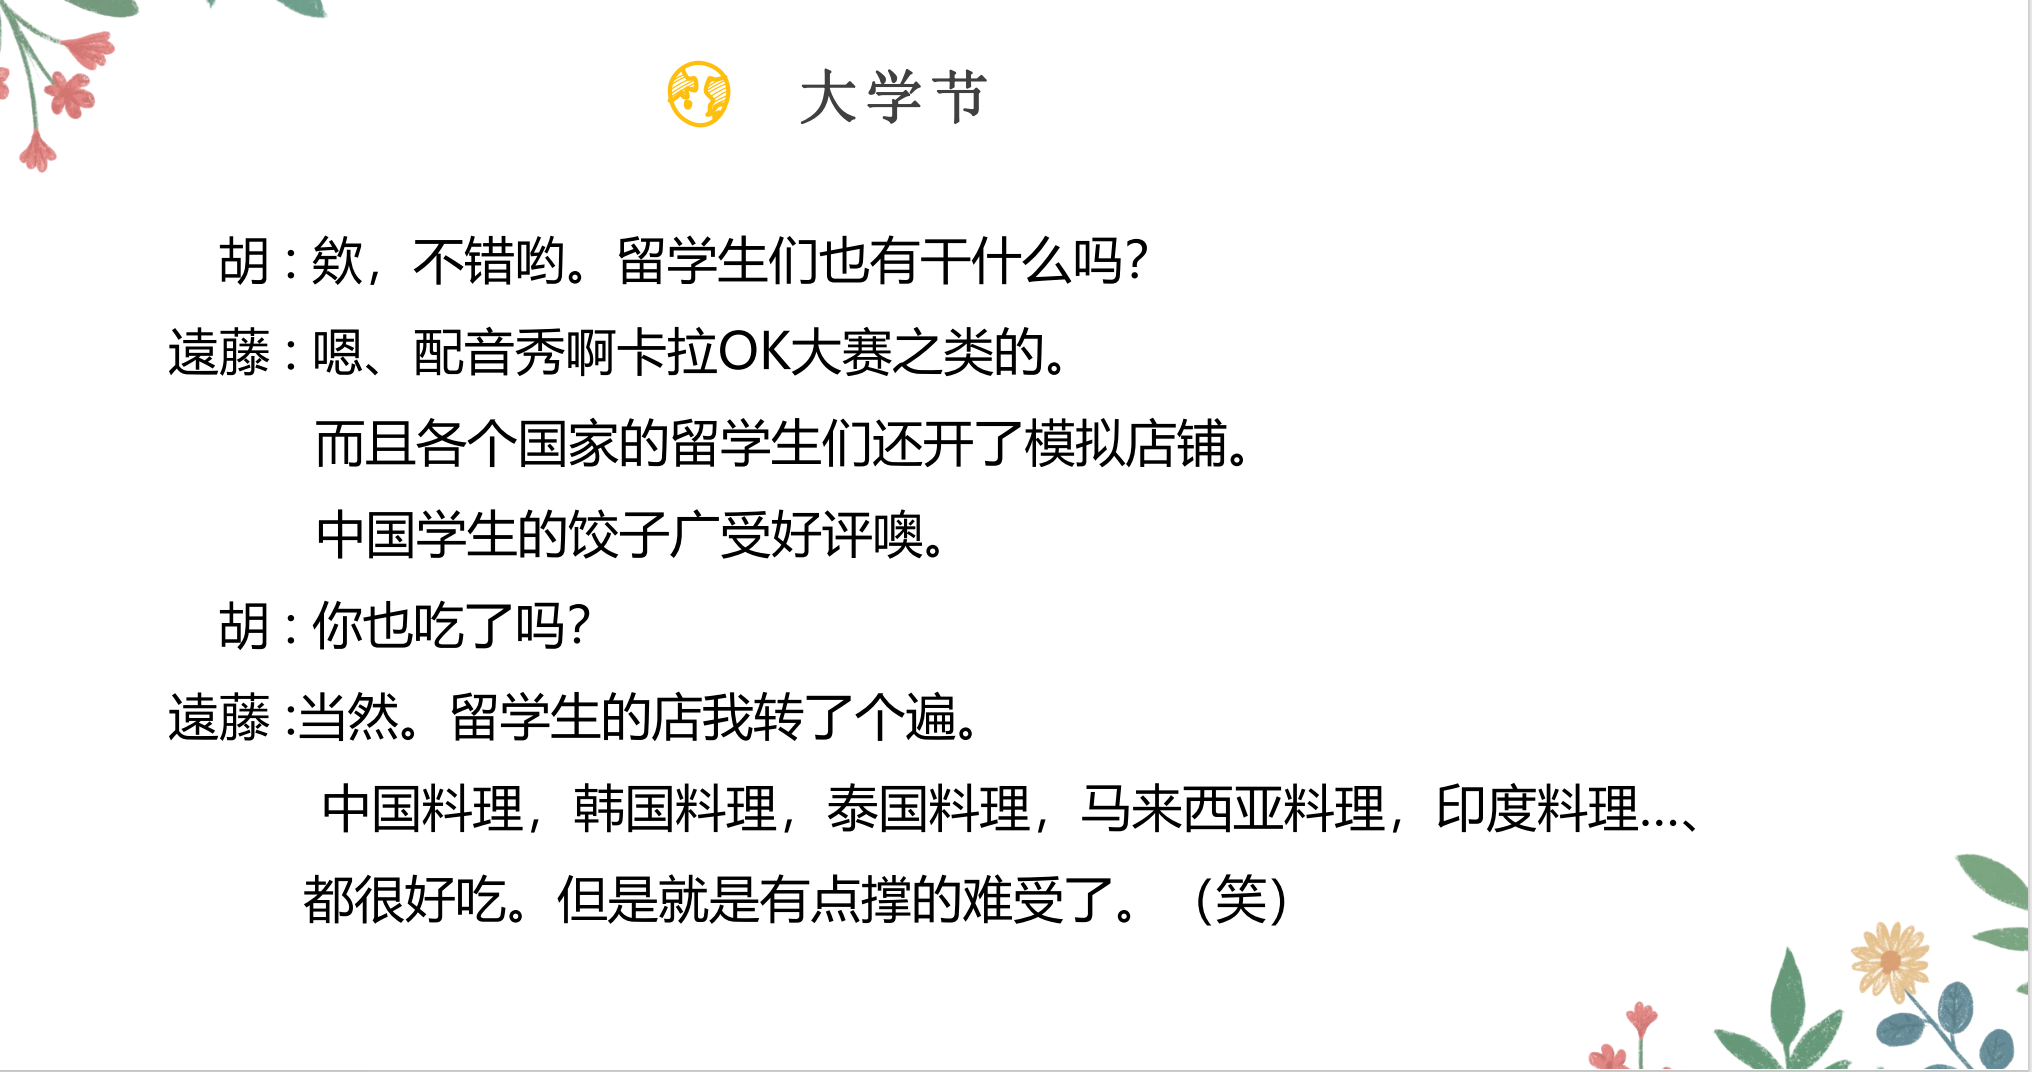 大学节
胡：欸，不错哟。留学生们也有干什么吗？
遠藤：嗯、配音秀啊卡拉OK大赛之类的。
而且各个国家的留学生们还开了模拟店铺。
中国学生的饺子广受好评噢。
胡：你也吃了吗？
遠藤：当然。留学生的店我转了个遍。
中国料理，韩国料理，泰国料理，马来西亚料理，印度料理…、
都很好吃。但是就是有点撑的难受了。（笑）